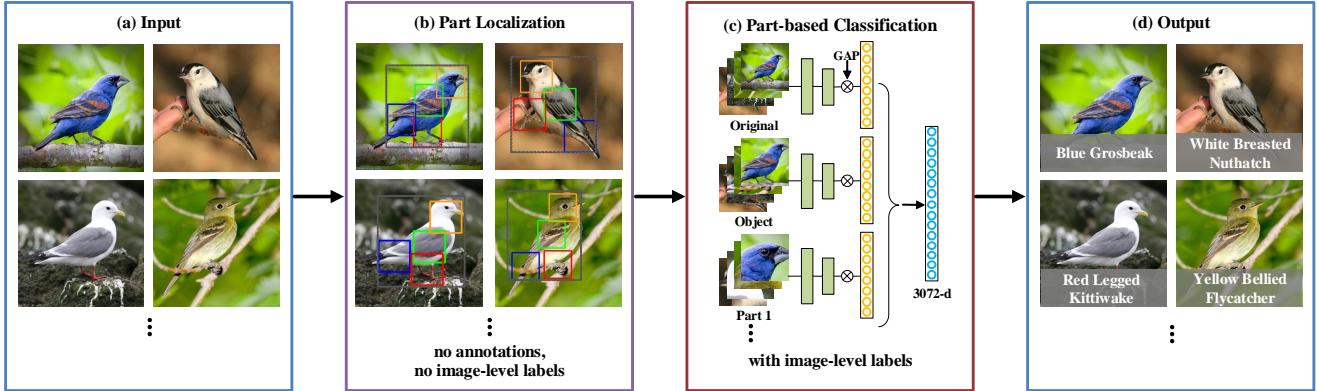 (a) Input
(b) Part Localization
no annotations,
no image-level labels
(c) Part-based Classification
GAP
Original
Object
Part 1
3072-d
with image-level labels
(d) Output
Blue Grosbeak
White Breasted
Nuthatch
Red Legged
Kittiwake
Yellow Bellied
Flycatcher